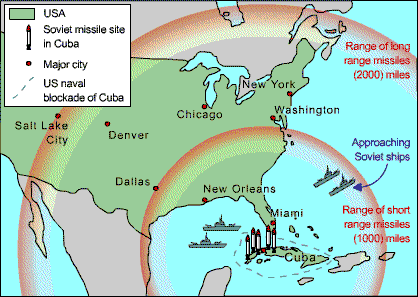 USA
Soviet missile site
in Cuba
Major city
US naval
blockade of Cuba
Range of long
range missiles
(2000) miles
New York
Chicago
Washington
Salt Lake
City
Denver
Approaching
Soviet ships
Dallas
New Orleans
Miami
Range of short
range missiles
(1000) miles
Cuba